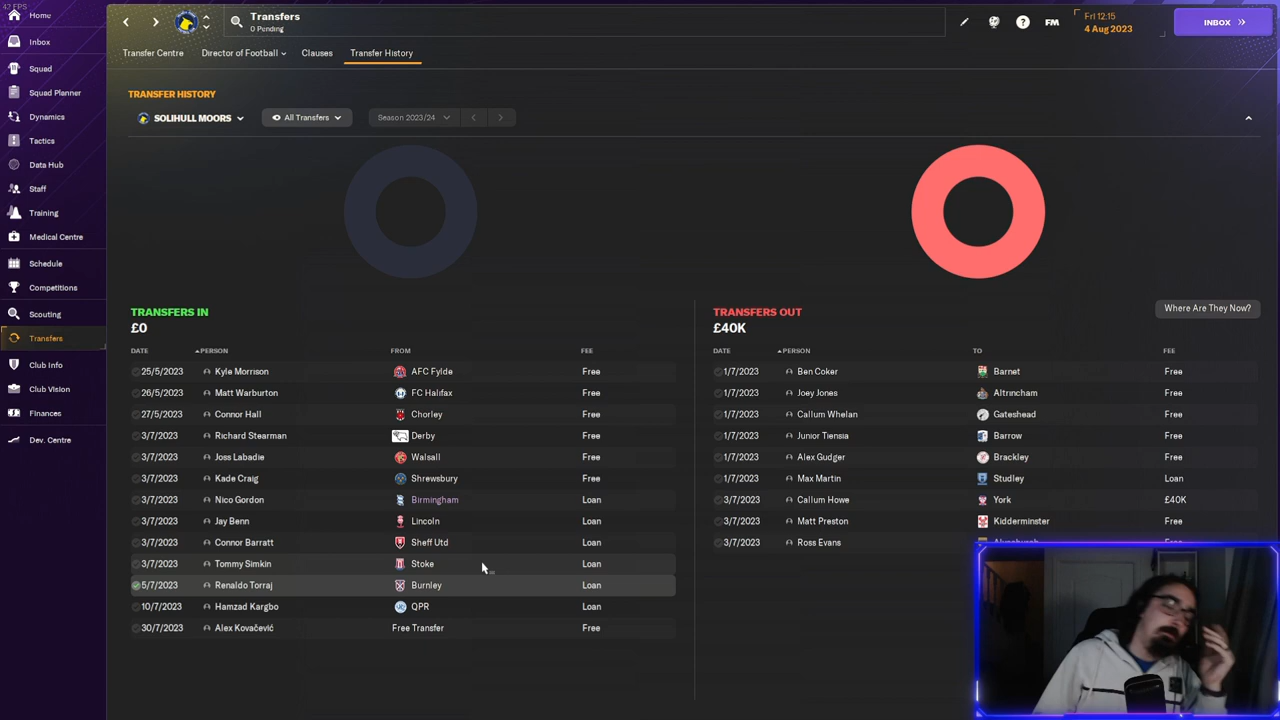 42 FPS
Home
Inbox
Squad
Squad Planner
Dynamics
Tactics
Data Hub
Staff
Training
Medical Centre
Schedule
Competitions
Scouting
Transfers
Club Info
Club Vision
Finances
Dev. Centre
Transfers
0 Pending
FM
Fri 12:15
4 Aug 2023
INBOX
Transfer Centre
Director of Football
Clauses
Transfer History
TRANSFER HISTORY
SOLIHULL MOORS
All Transfers
Season 2023/24
TRANSFERS IN
£0
DATE PERSON FROM FEE
25/5/2023 Kyle Morrison AFC Fylde Free
26/5/2023 Matt Warburton FC Halifax Free
27/5/2023 Connor Hall Chorley Free
3/7/2023 Richard Stearman Derby Free
3/7/2023 Joss Labadie Walsall Free
3/7/2023 Kade Craig Shrewsbury Free
3/7/2023 Nico Gordon Birmingham Loan
3/7/2023 Jay Benn Lincoln Loan
3/7/2023 Connor Barratt Sheff Utd Loan
3/7/2023 Tommy Simkin Stoke Loan
5/7/2023 Renaldo Torraj Burnley Loan
10/7/2023 Hamzad Kargbo QPR Loan
30/7/2023 Alex Kovačević Free Transfer Free
TRANSFERS OUT
£40K
Where Are They Now?
DATE PERSON TO FEE
1/7/2023 Ben Coker Barnet Free
1/7/2023 Joey Jones Altrincham Free
1/7/2023 Callum Whelan Gateshead Free
1/7/2023 Junior Tiensia Barrow Free
1/7/2023 Alex Gudger Brackley Free
1/7/2023 Max Martin Studley Loan
3/7/2023 Callum Howe York £40K
3/7/2023 Matt Preston Kidderminster Free
3/7/2023 Ross Evans